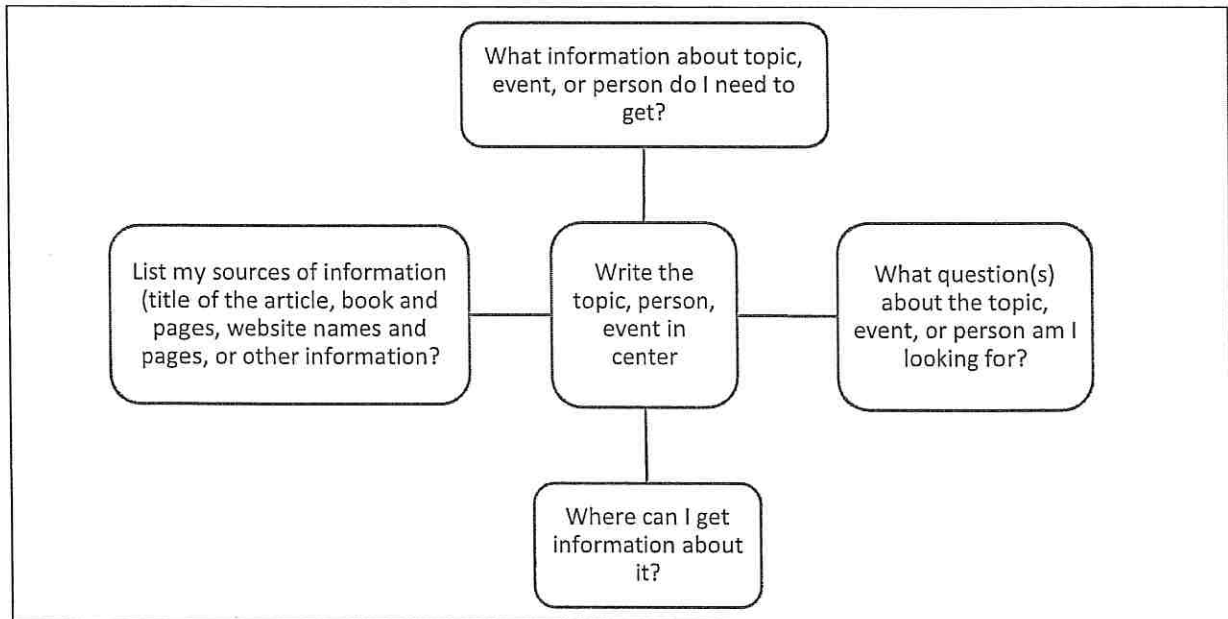 What information about topic,
event, or person do I need to
get?
List my sources of information
(title of the article, book and
pages, website names and
pages, or other information?
Write the
topic, person,
event in
center
What question(s)
about the topic,
event, or person am I
looking for?
Where can I get
information about
it?